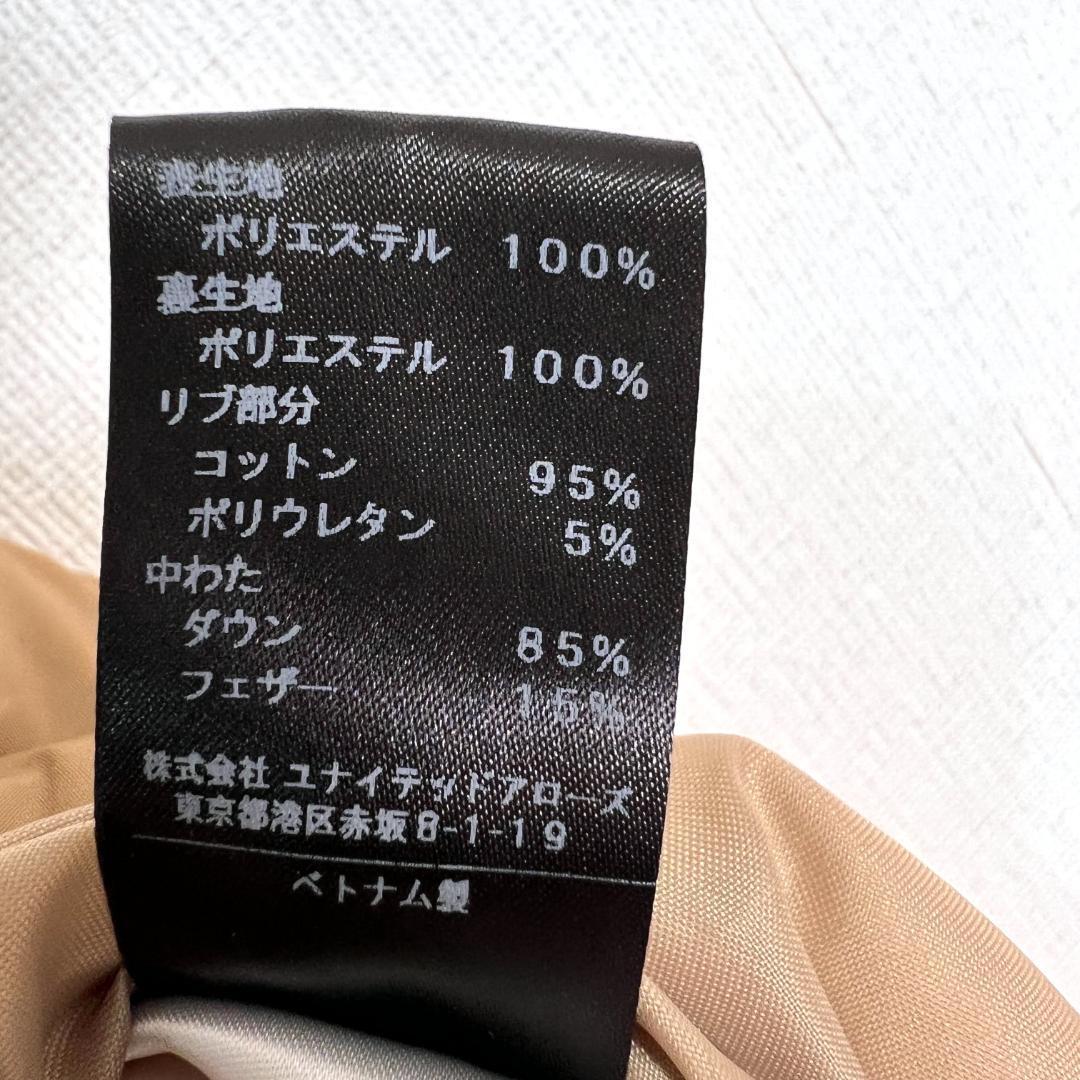 表生地
ポリエステル 100%
裏生地
ポリエステル 100%
リブ部分
コットン 95%
ポリウレタン 5%
中わた
ダウン 85%
フェザー 15%
株式会社 ユナイテッドアローズ
東京都港区赤坂8-1-19
ベトナム製